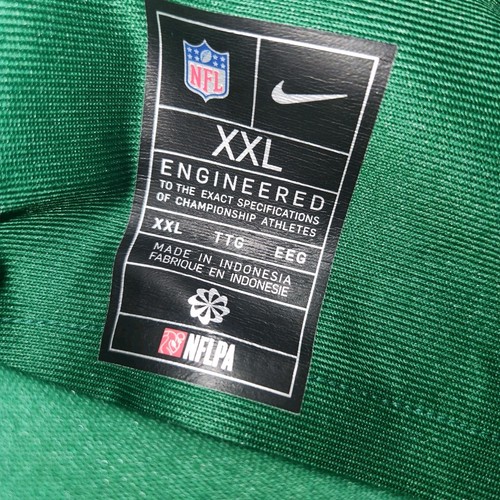 NFL
XXL
ENGINEERED
TO THE EXACT SPECIFICATIONS
OF CHAMPIONSHIP ATHLETES
XXL TTG EEG
MADE IN INDONESIA
FABRIQUE EN INDONESIE
NFLPA